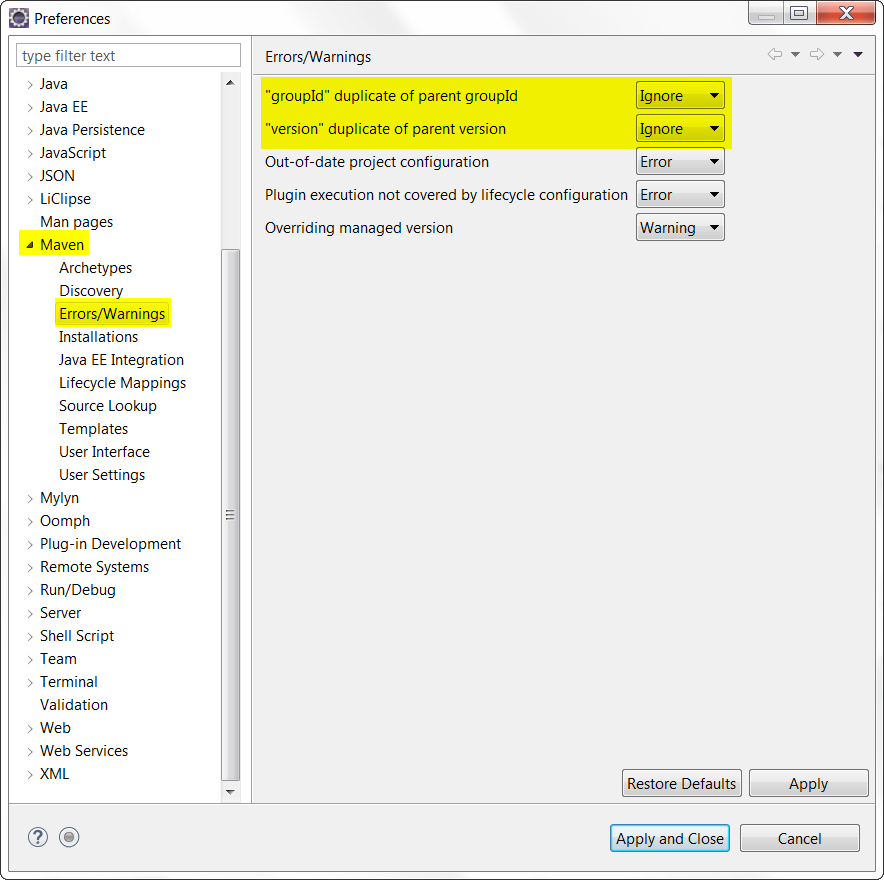 Preferences
type filter text
Java
Java EE
Java Persistence
JavaScript
JSON
LiClipse
Man pages
Maven
Archetypes
Discovery
Errors/Warnings
Installations
Java EE Integration
Lifecycle Mappings
Source Lookup
Templates
User Interface
User Settings
Mylyn
Oomph
Plug-in Development
Remote Systems
Run/Debug
Server
Shell Script
Team
Terminal
Validation
Web
Web Services
XML
Errors/Warnings
"groupId" duplicate of parent groupId Ignore
"version" duplicate of parent version Ignore
Out-of-date project configuration Error
Plugin execution not covered by lifecycle configuration Error
Overriding managed version Warning
Restore Defaults Apply
? Apply and Close Cancel